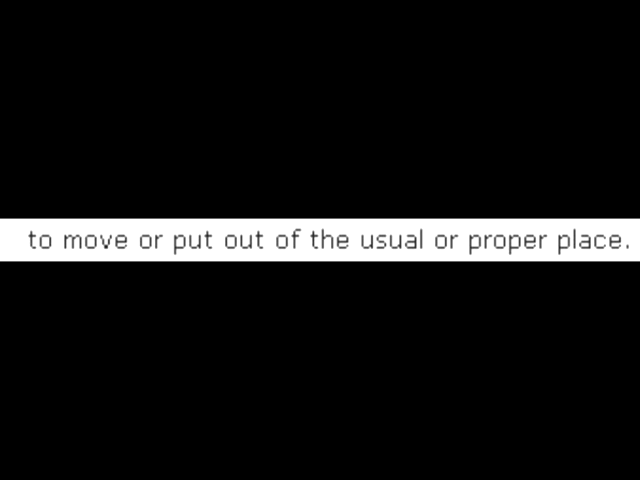 to move or put out of the usual or proper place.